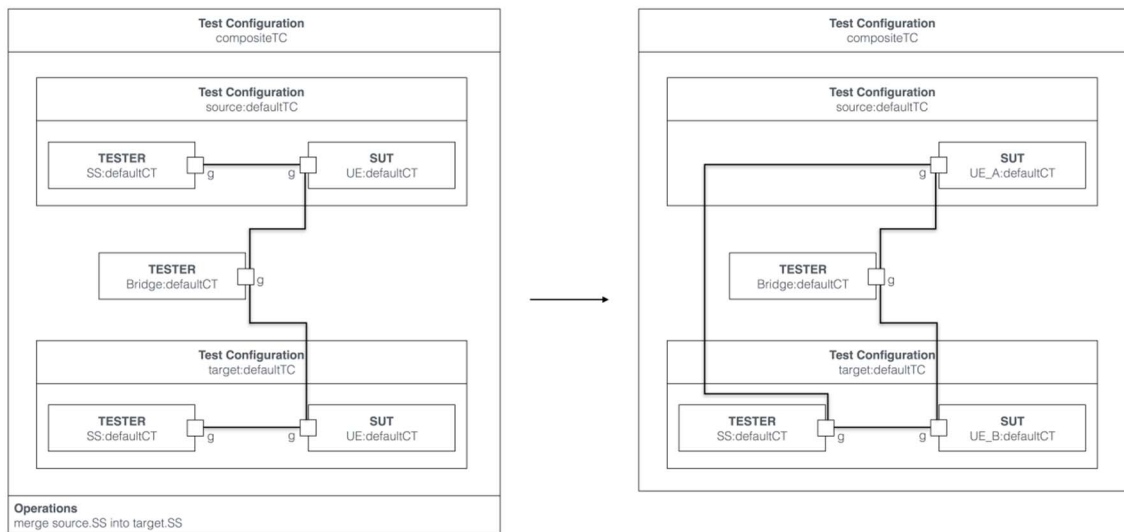 Test Configuration
compositeTC
Test Configuration
source:defaultTC
TESTER
SS:defaultCT
g
g
SUT
UE:defaultCT
TESTER
Bridge:defaultCT
g
Test Configuration
target:defaultTC
TESTER
SS:defaultCT
g
g
SUT
UE:defaultCT
Operations
merge source.SS into target.SS
Test Configuration
compositeTC
Test Configuration
source:defaultTC
g
SUT
UE_A:defaultCT
TESTER
Bridge:defaultCT
g
Test Configuration
target:defaultTC
TESTER
SS:defaultCT
g
g
SUT
UE_B:defaultCT